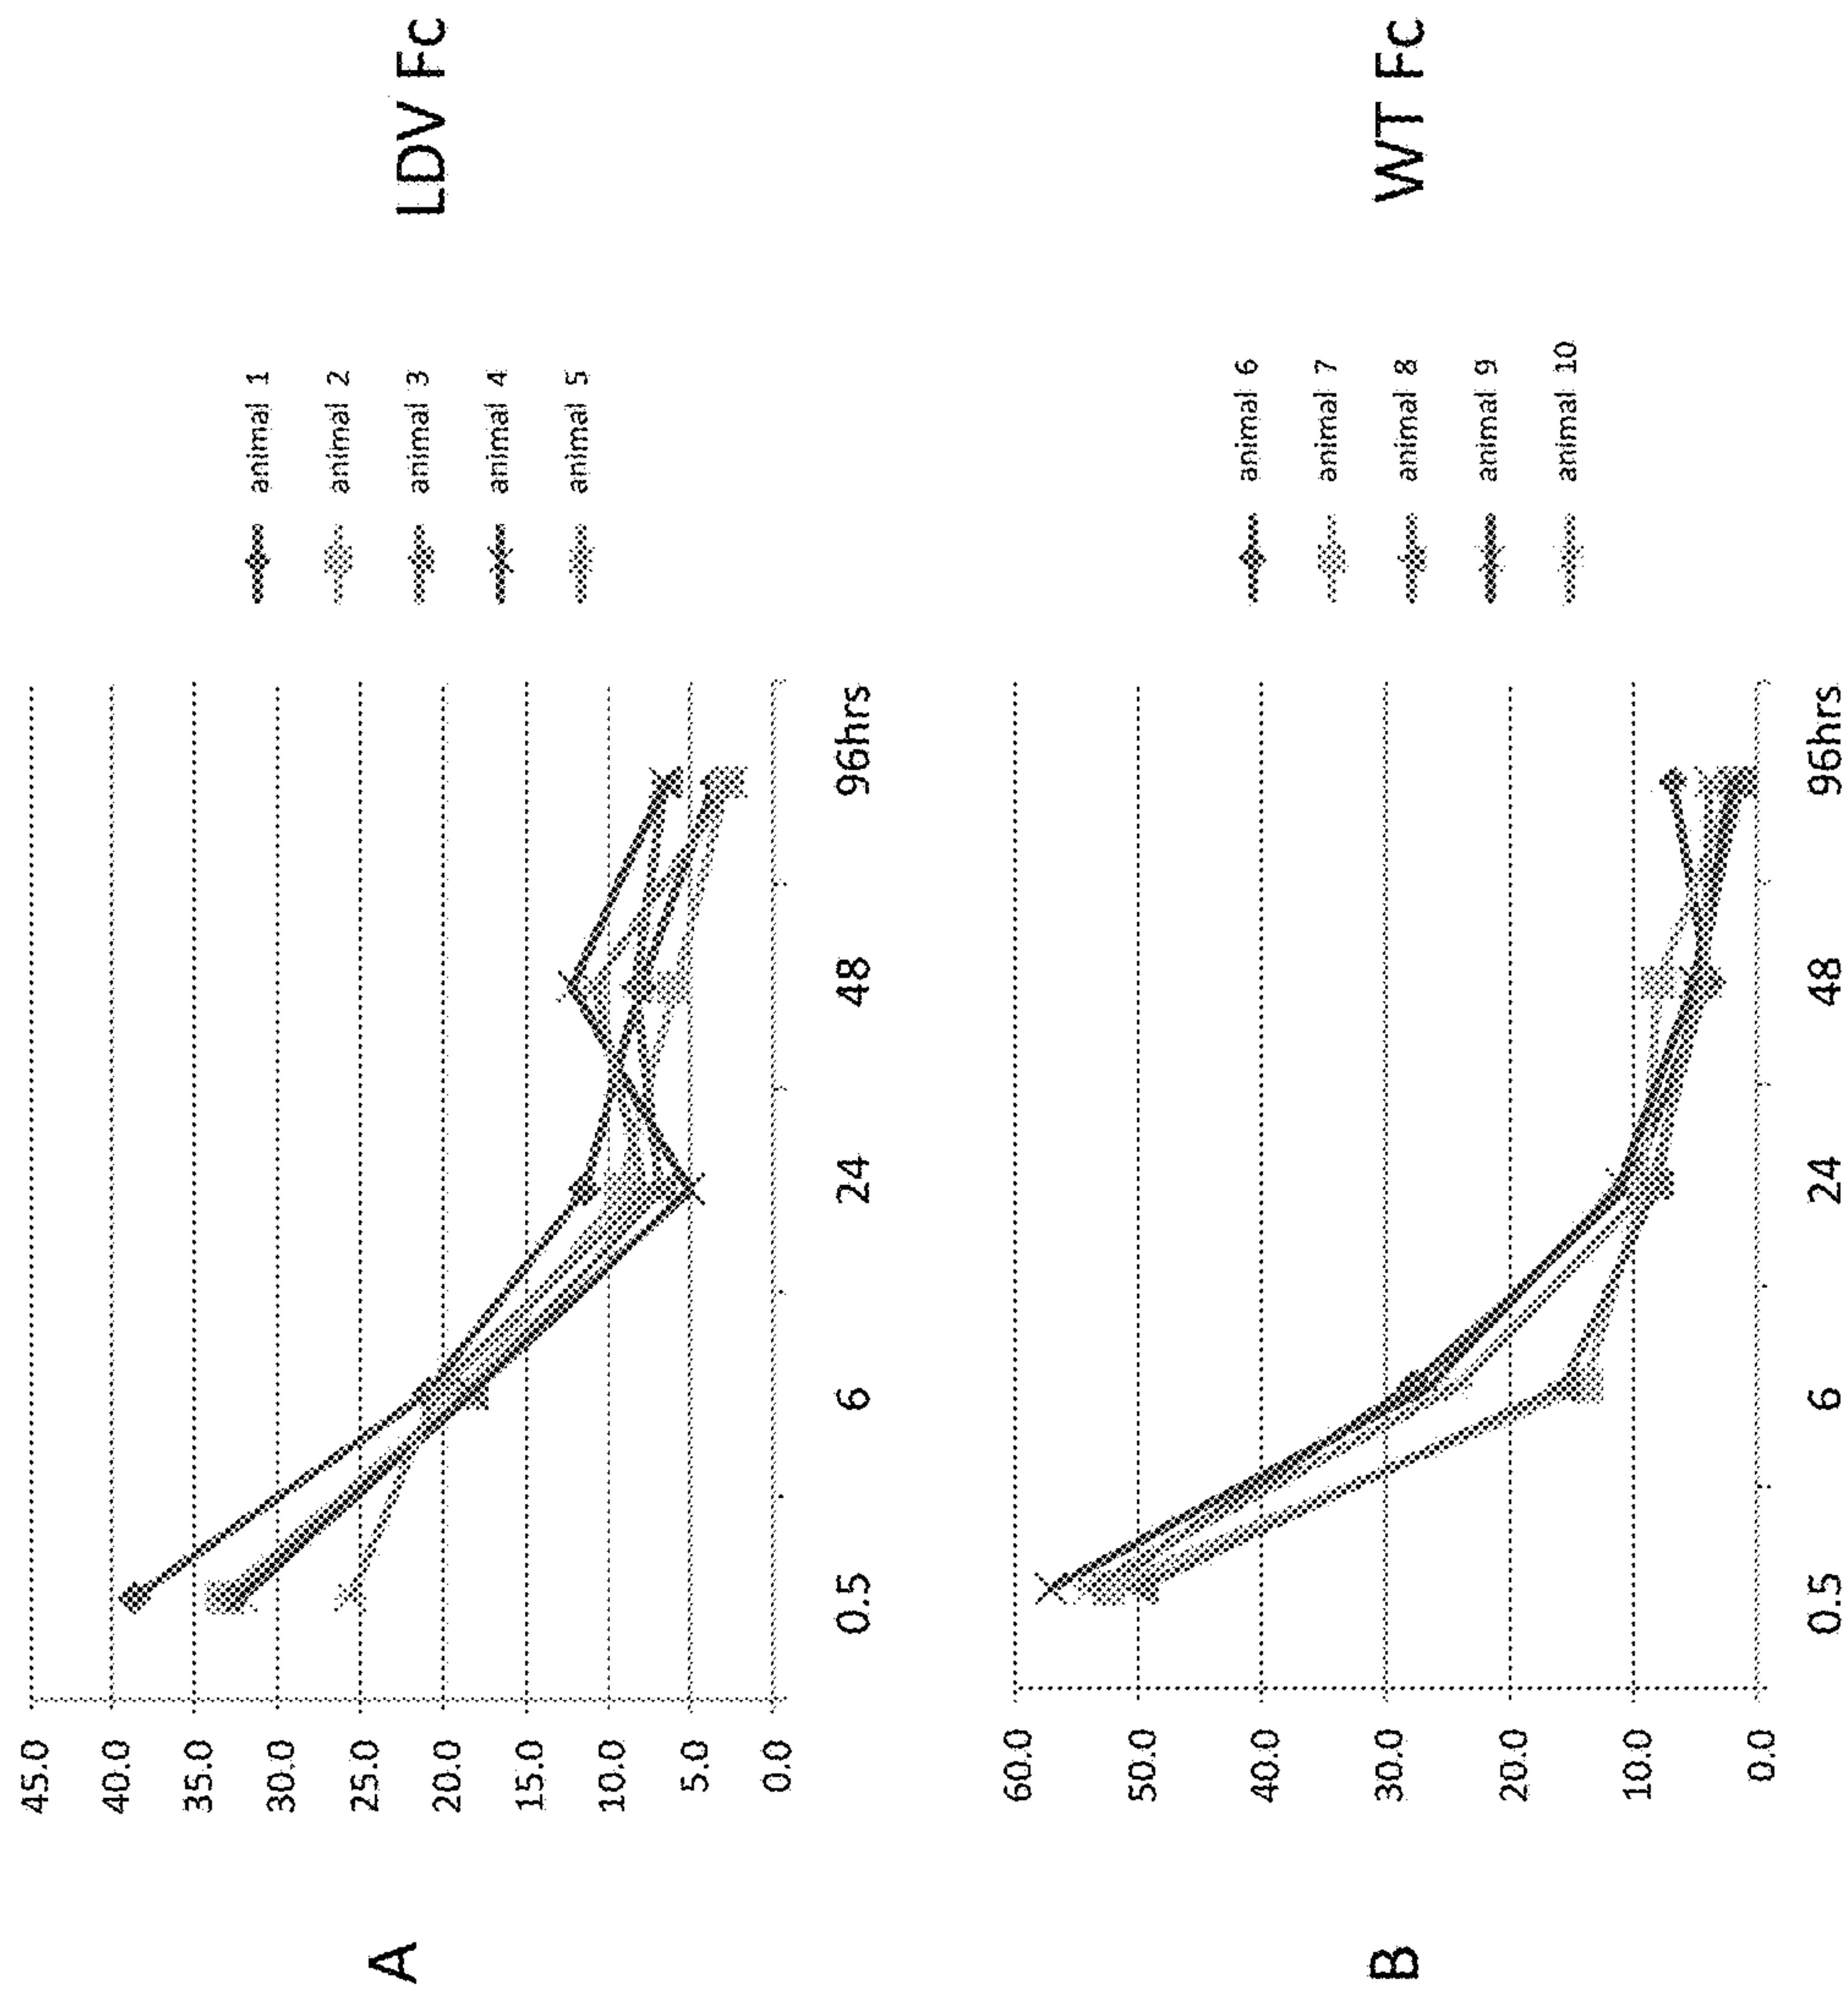 A
45.0
40.0
35.0
30.0
25.0
20.0
15.0
10.0
5.0
0.0
0.5
6
24
48
96hrs
animal 1
animal 2
animal 3
animal 4
animal 5
LDV Fc
B
60.0
50.0
40.0
30.0
20.0
10.0
0.0
0.5
6
24
48
96hrs
animal 6
animal 7
animal 8
animal 9
animal 10
WT Fc